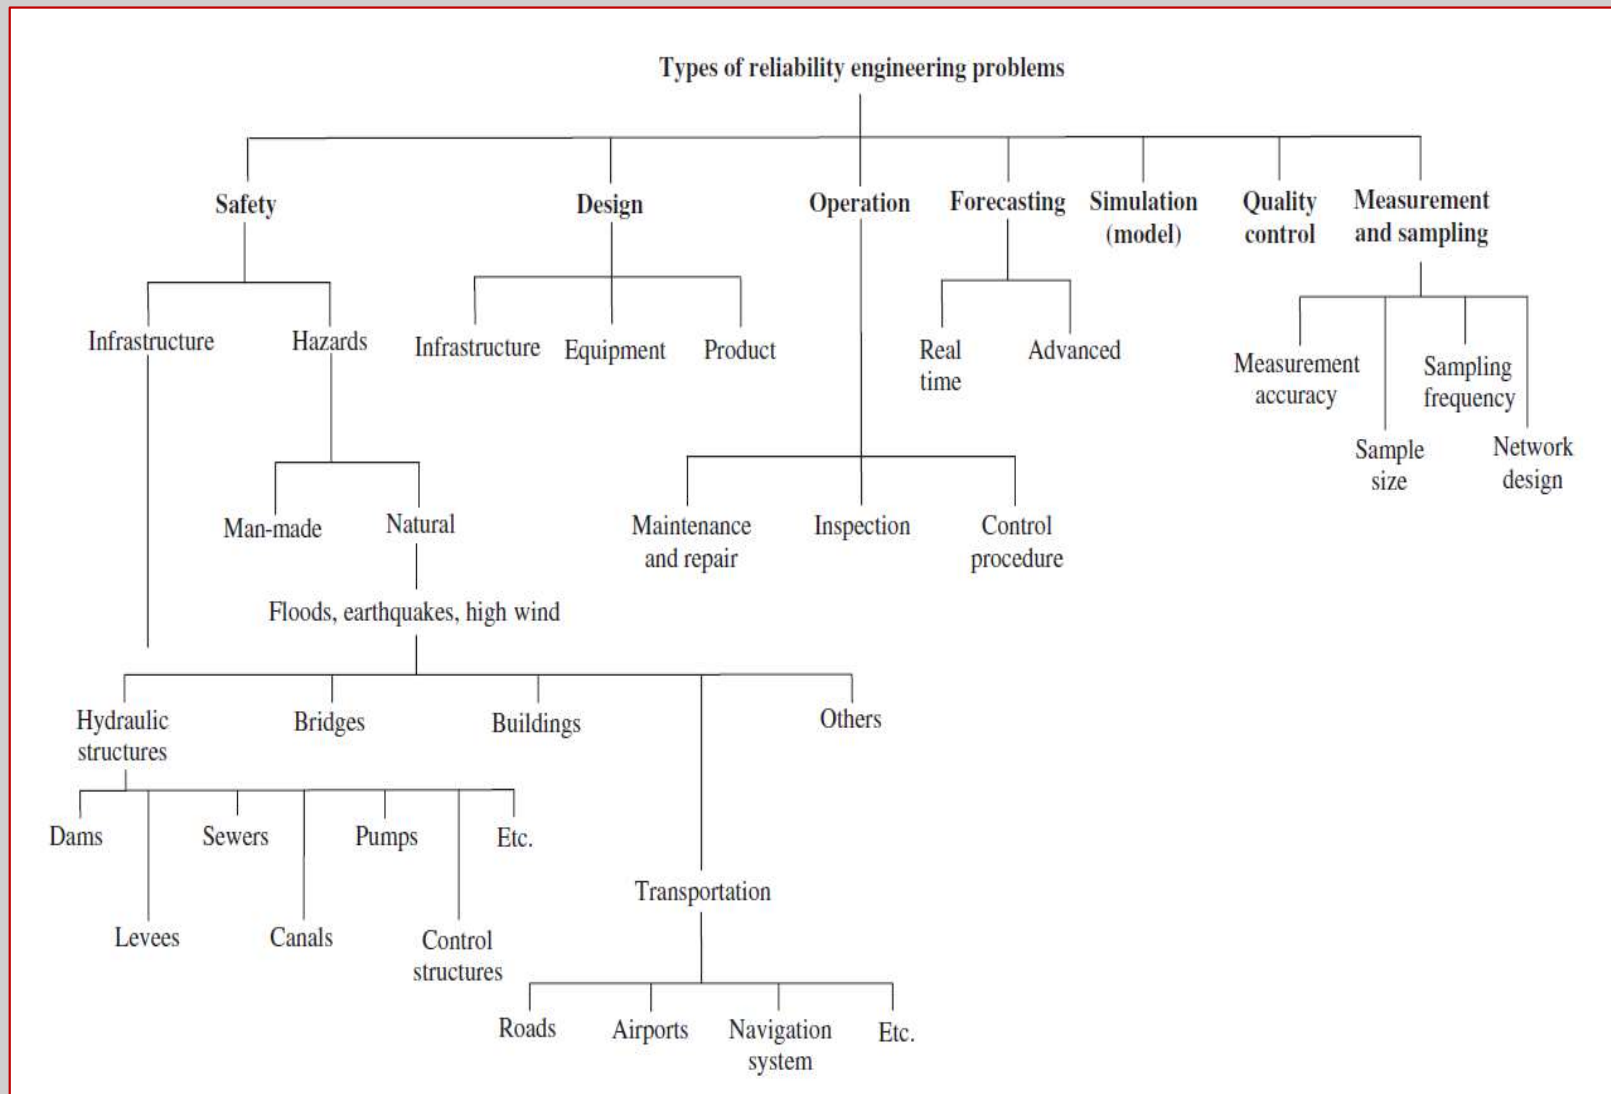 Types of reliability engineering problems
Safety
Design
Operation
Forecasting
Simulation
(model)
Quality
control
Measurement
and sampling
Infrastructure
Hazards
Infrastructure
Equipment
Product
Real
time
Advanced
Measurement
accuracy
Sample
size
Sampling
frequency
Network
design
Man-made
Natural
Maintenance
and repair
Inspection
Control
procedure
Floods, earthquakes, high wind
Hydraulic
structures
Bridges
Buildings
Others
Dams
Levees
Sewers
Canals
Pumps
Control
structures
Etc.
Transportation
Roads
Airports
Navigation
system
Etc.